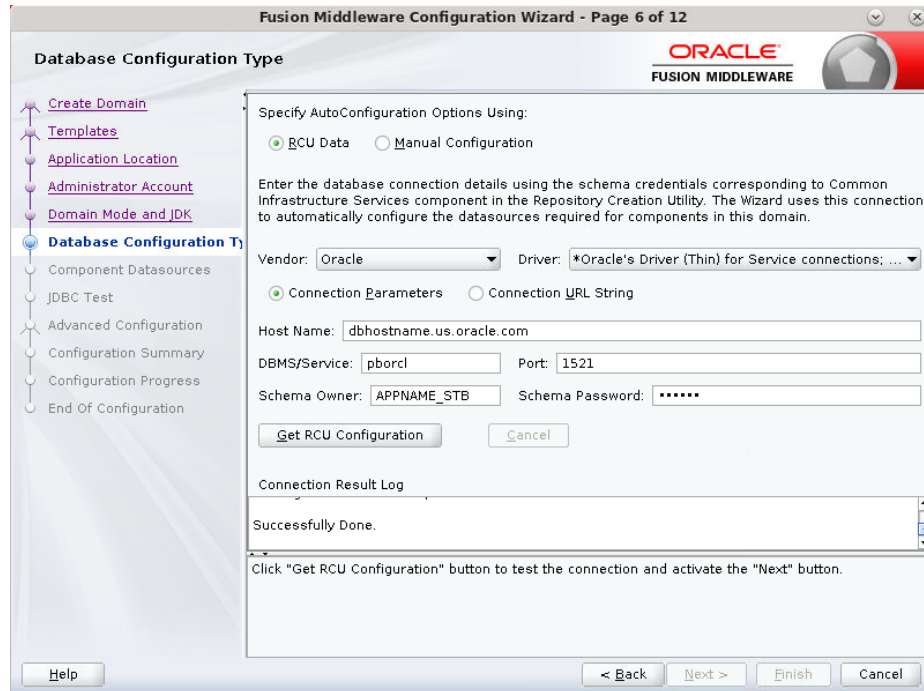 Fusion Middleware Configuration Wizard - Page 6 of 12
Database Configuration Type
ORACLE
FUSION MIDDLEWARE
Create Domain
Templates
Application Location
Administrator Account
Domain Mode and JDK
Database Configuration Ty
Component Datasources
JDBC Test
Advanced Configuration
Configuration Summary
Configuration Progress
End Of Configuration
Specify AutoConfiguration Options Using:
RCU Data Manual Configuration
Enter the database connection details using the schema credentials corresponding to Common
Infrastructure Services component in the Repository Creation Utility. The Wizard uses this connection
to automatically configure the datasources required for components in this domain.
Vendor: Oracle Driver: *Oracle's Driver (Thin) for Service connections; ...
Connection Parameters Connection URL String
Host Name: dbhostname.us.oracle.com
DBMS/Service: pborcl Port: 1521
Schema Owner: APPNAME_STB Schema Password: ••••••
Get RCU Configuration Cancel
Connection Result Log
Successfully Done.
Click "Get RCU Configuration" button to test the connection and activate the "Next" button.
Help < Back Next > Finish Cancel